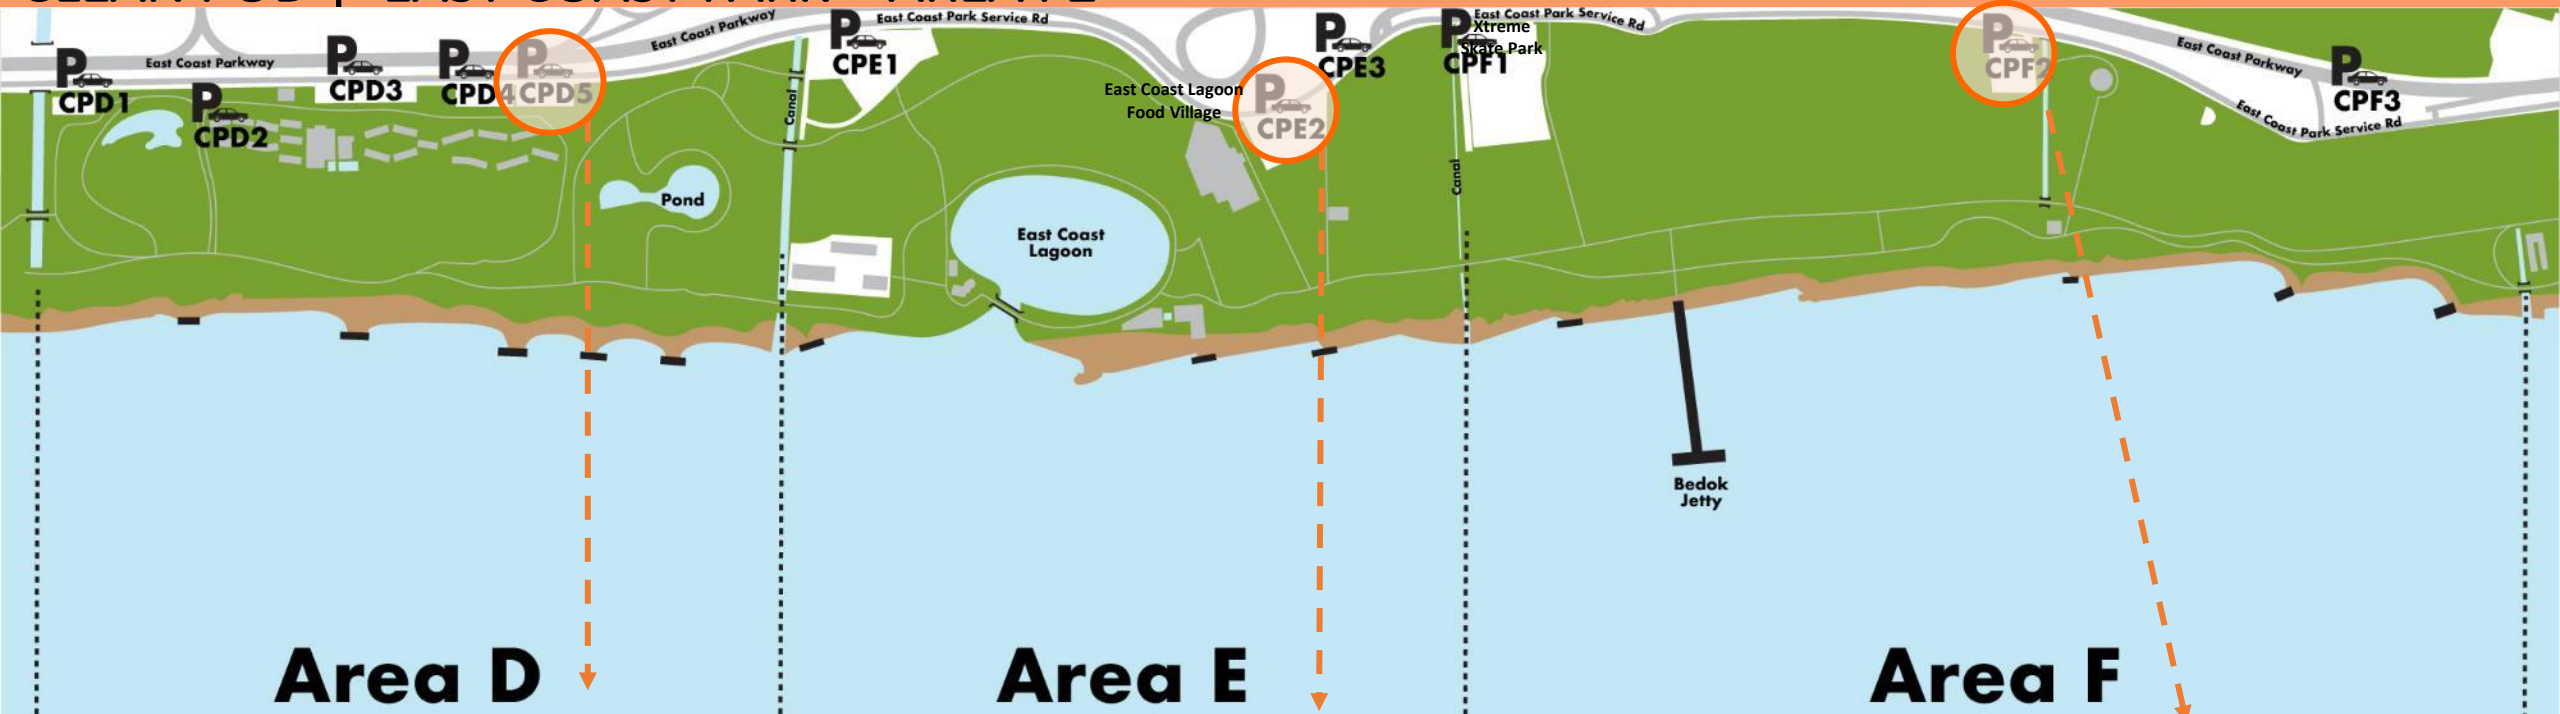 East Coast Parkway
East Coast Park Service Rd
East Coast Park Service Rd
Xtreme
Skate Park
P
CPD1
East Coast Parkway
P
CPD2
P
CPD3
P
CPD4
P
CPD5
P
CPE1
Canal
East Coast Lagoon
Food Village
P
CPE2
P
CPE3
P
CPF1
Canal
P
CPF2
East Coast Parkway
East Coast Park Service Rd
P
CPF3
Pond
East Coast
Lagoon
Bedok
Jetty
Area D
Area E
Area F